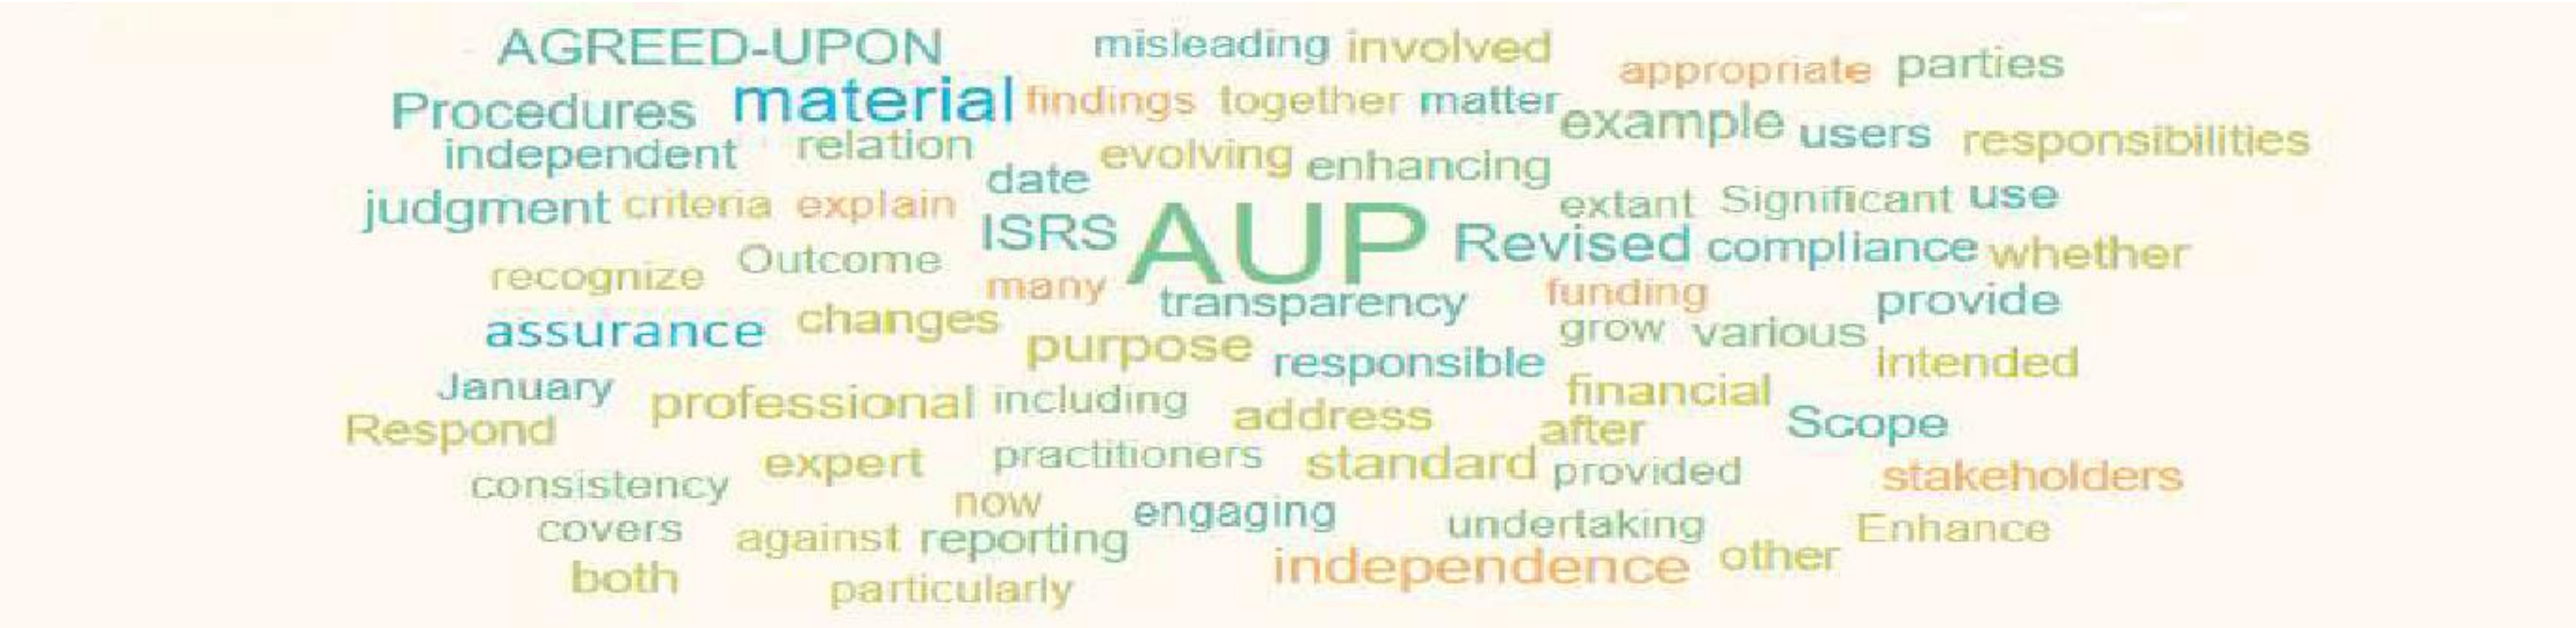 AGREED-UPON misleading involved
appropriate parties
Procedures material findings together matter example users responsibilities
independent relation date evolving enhancing
judgment criteria explain ISRS AUP extant Significant use
recognize Outcome many Revised compliance whether
transparency funding provide
assurance changes purpose responsible grow various intended
January professional including address financial
Respond after Scope
expert practitioners standard provided stakeholders
consistency now engaging undertaking Enhance
covers against reporting independence other
both particularly